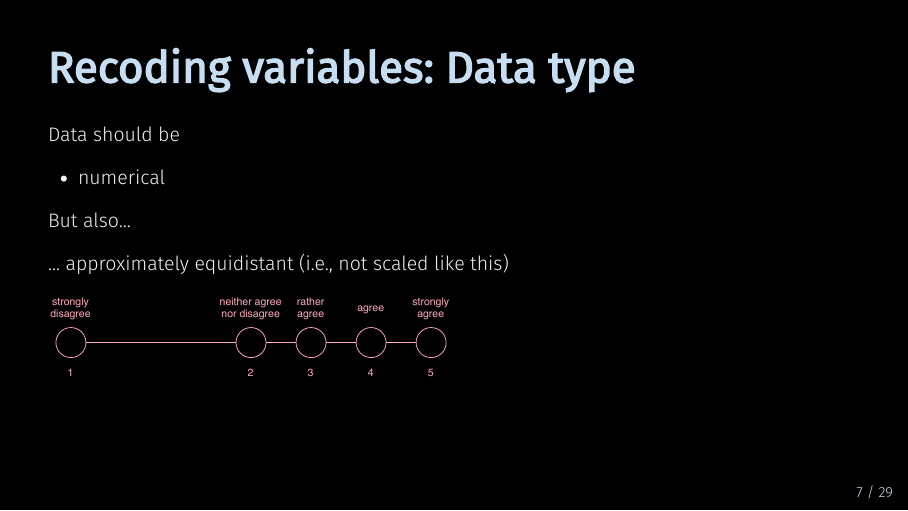 Recoding variables: Data type
Data should be
• numerical
But also...
... approximately equidistant (i.e., not scaled like this)
strongly disagree
neither agree nor disagree
rather agree
agree
strongly agree
1
2
3
4
5
7 / 29